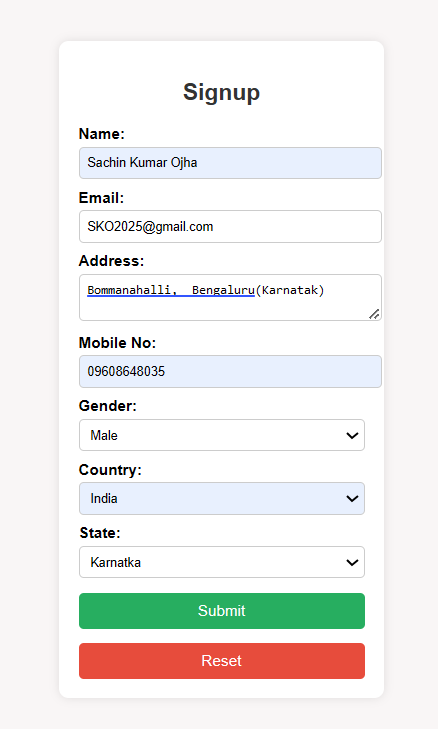 Signup
Name:
Sachin Kumar Ojha
Email:
SKO2025@gmail.com
Address:
Bommanahalli,  Bengaluru(Karnatak)
Mobile No:
09608648035
Gender:
Male
Country:
India
State:
Karnatka
Submit
Reset